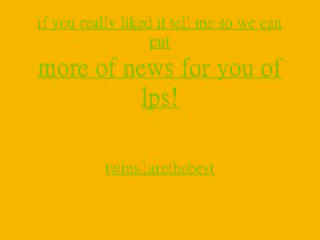 if you really liked it tell me so we can
put
more of news for you of
lps!
twins1arethebest